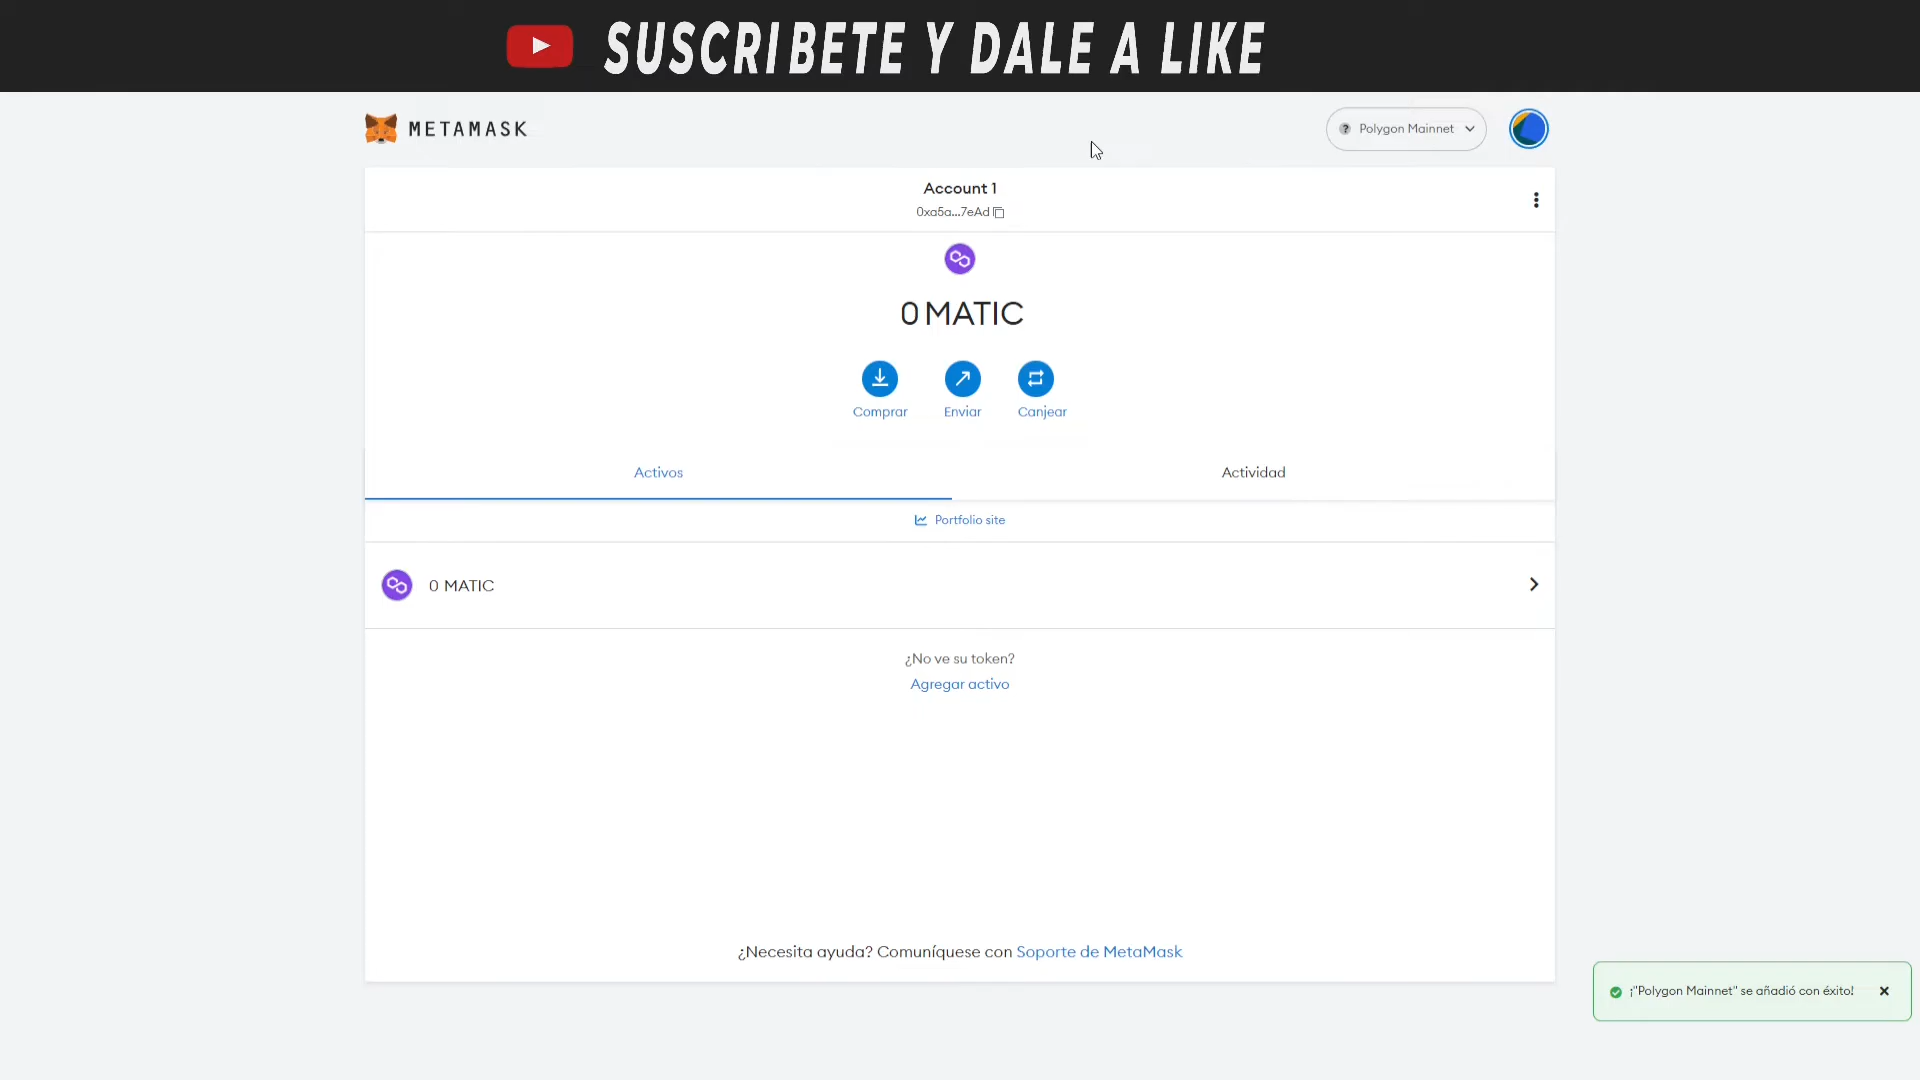 SUSCRIBETE Y DALE A LIKE
METAMASK
? Polygon Mainnet
Account 1
0xa5a...7eAd
0 MATIC
Comprar
Enviar
Canjear
Activos
Actividad
Portfolio site
0 MATIC
¿No ve su token?
Agregar activo
¿Necesita ayuda? Comuníquese con Soporte de MetaMask
¡"Polygon Mainnet" se añadió con éxito!